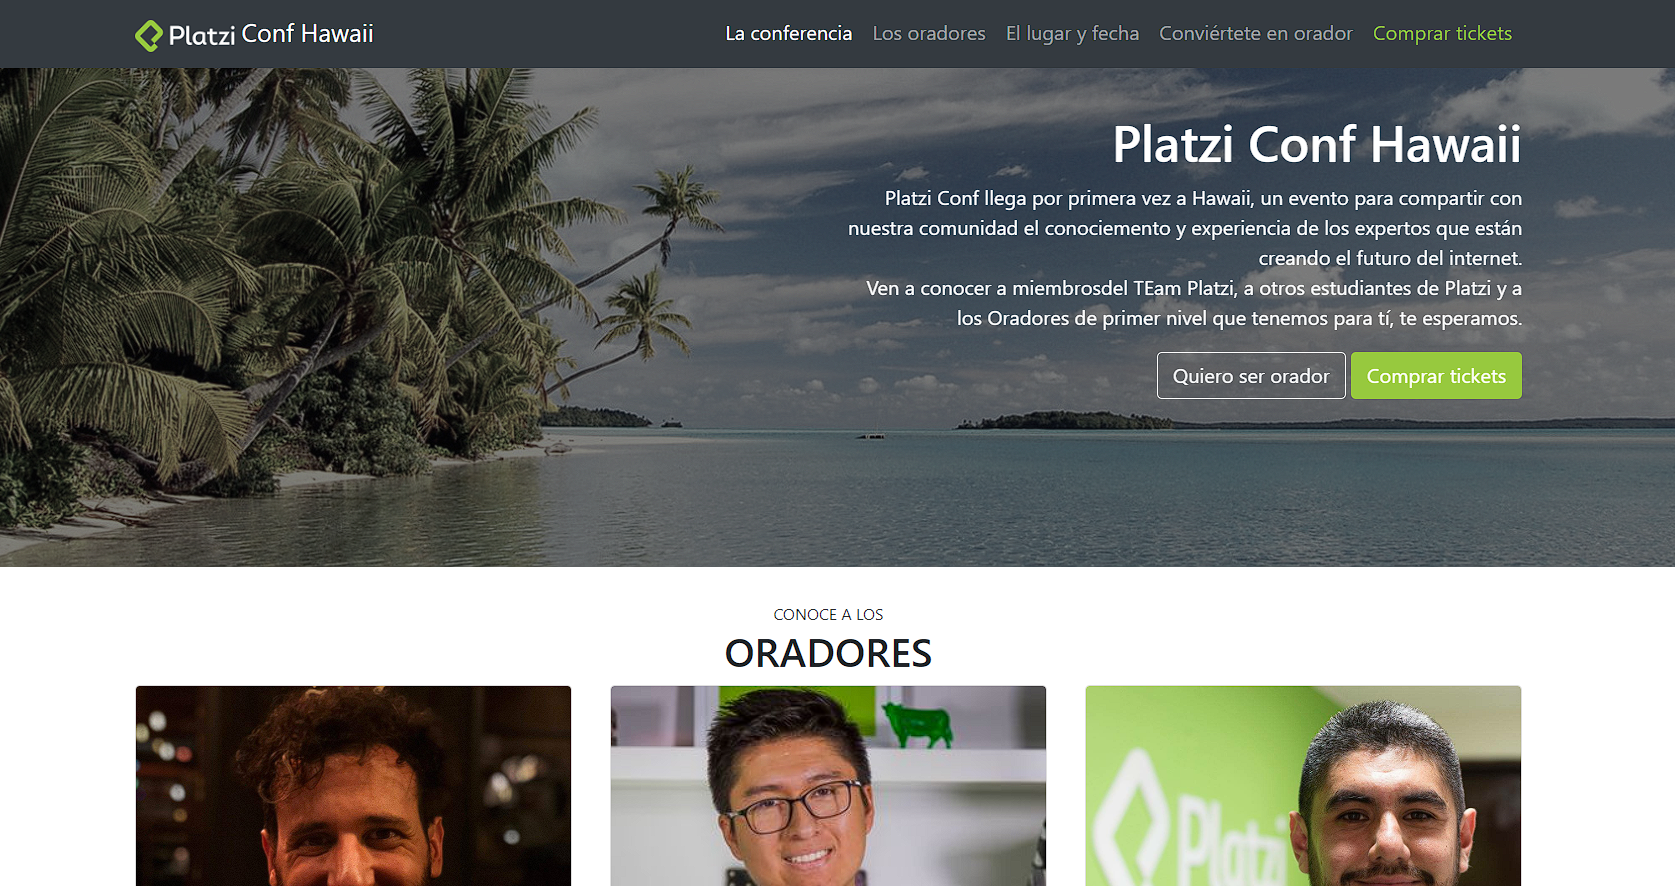 Platzi Conf Hawaii
La conferencia
Los oradores
El lugar y fecha
Conviértete en orador
Comprar tickets
Platzi Conf Hawaii
Platzi Conf llega por primera vez a Hawaii, un evento para compartir con
nuestra comunidad el conociemento y experiencia de los expertos que están
creando el futuro del internet.
Ven a conocer a miembrosdel TEam Platzi, a otros estudiantes de Platzi y a
los Oradores de primer nivel que tenemos para tí, te esperamos.
Quiero ser orador
Comprar tickets
CONOCE A LOS
ORADORES
Platzi